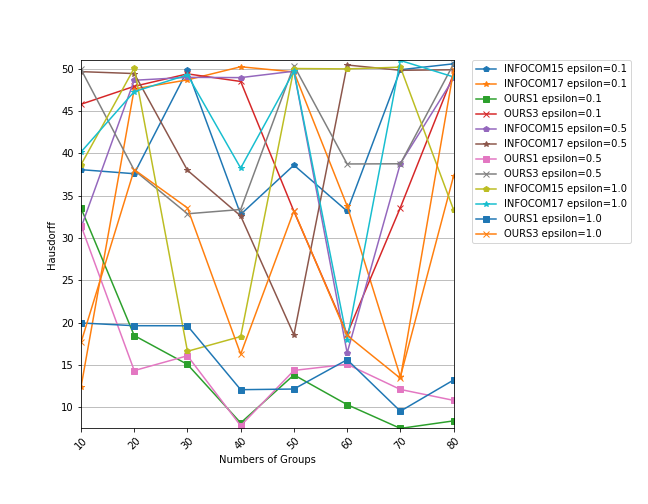 50
45
40
35
30
25
20
15
10
Hausdorff
10
20
30
40
50
60
70
80
Numbers of Groups
INFOCOM15 epsilon=0.1
INFOCOM17 epsilon=0.1
OURS1 epsilon=0.1
OURS3 epsilon=0.1
INFOCOM15 epsilon=0.5
INFOCOM17 epsilon=0.5
OURS1 epsilon=0.5
OURS3 epsilon=0.5
INFOCOM15 epsilon=1.0
INFOCOM17 epsilon=1.0
OURS1 epsilon=1.0
OURS3 epsilon=1.0